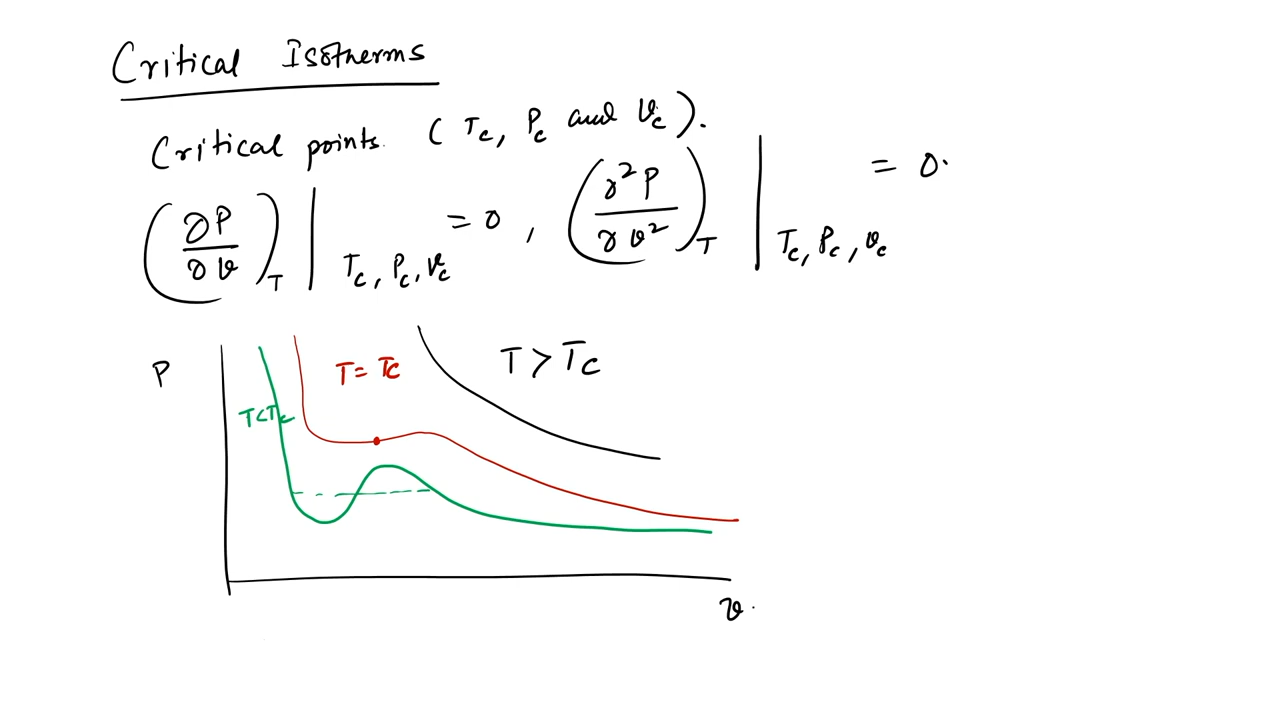 Critical Isotherms
Critical points. (Tc, Pc and vc).
(∂P/∂v)T | Tc, Pc, vc = 0, (∂²P/∂v²)T | Tc, Pc, vc = 0.
P
T = Tc
T > Tc
T<Tc
v.